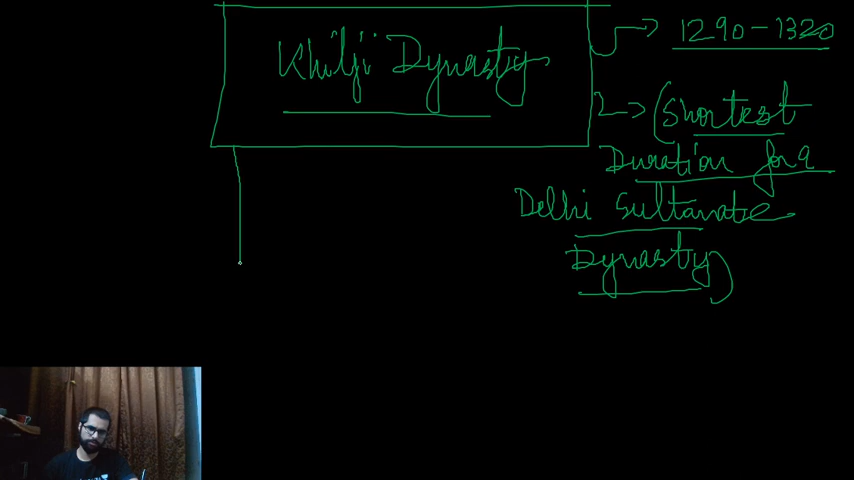 Khilji Dynasty
1290-1320
(Shortest
Duration for a
Delhi Sultanate
Dynasty)